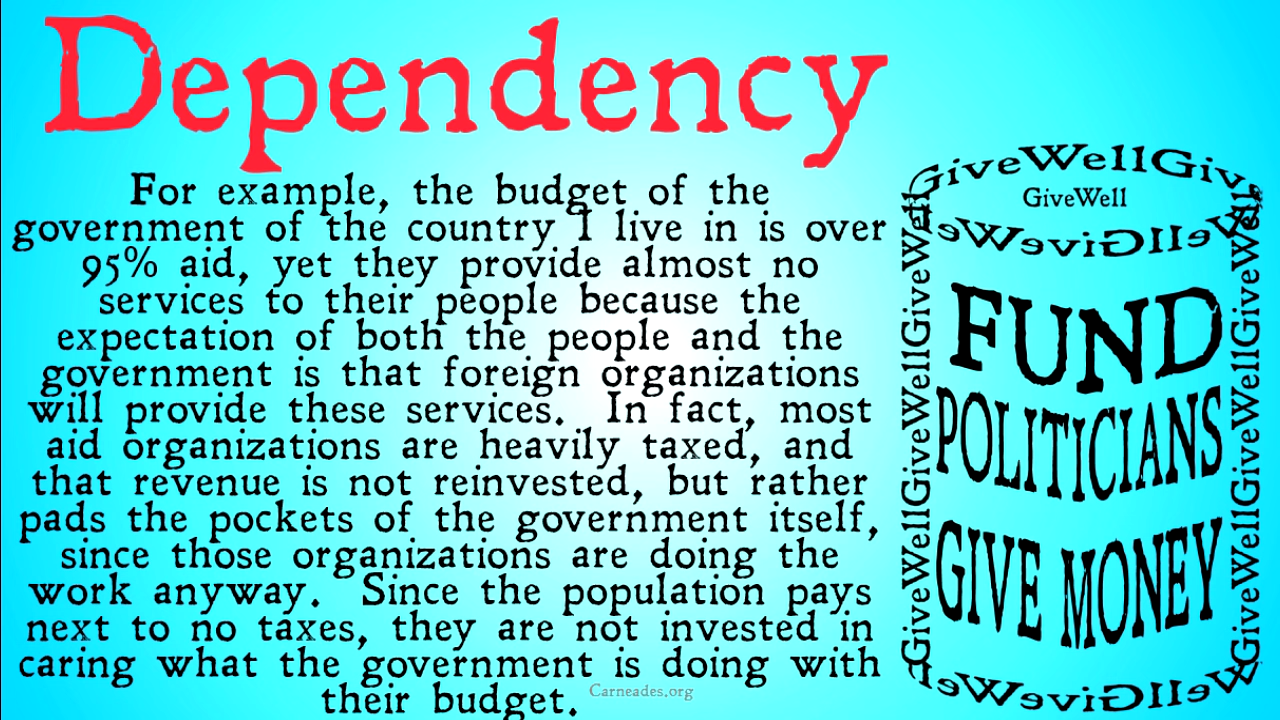 Dependency
For example, the budget of the
government of the country I live in is over
95% aid, yet they provide almost no
services to their people because the
expectation of both the people and the
government is that foreign organizations
will provide these services. In fact, most
aid organizations are heavily taxed, and
that revenue is not reinvested, but rather
pads the pockets of the government itself,
since those organizations are doing the
work anyway. Since the population pays
next to no taxes, they are not invested in
caring what the government is doing with
their budget.
Carneades.org
GiveWellGiveWell
GiveWell
GiveWell
GiveWellGiveWellGiveWell
GiveWellGiveWellGiveWell
FUND
POLITICIANS
GIVE MONEY
GiveWellGiveWell